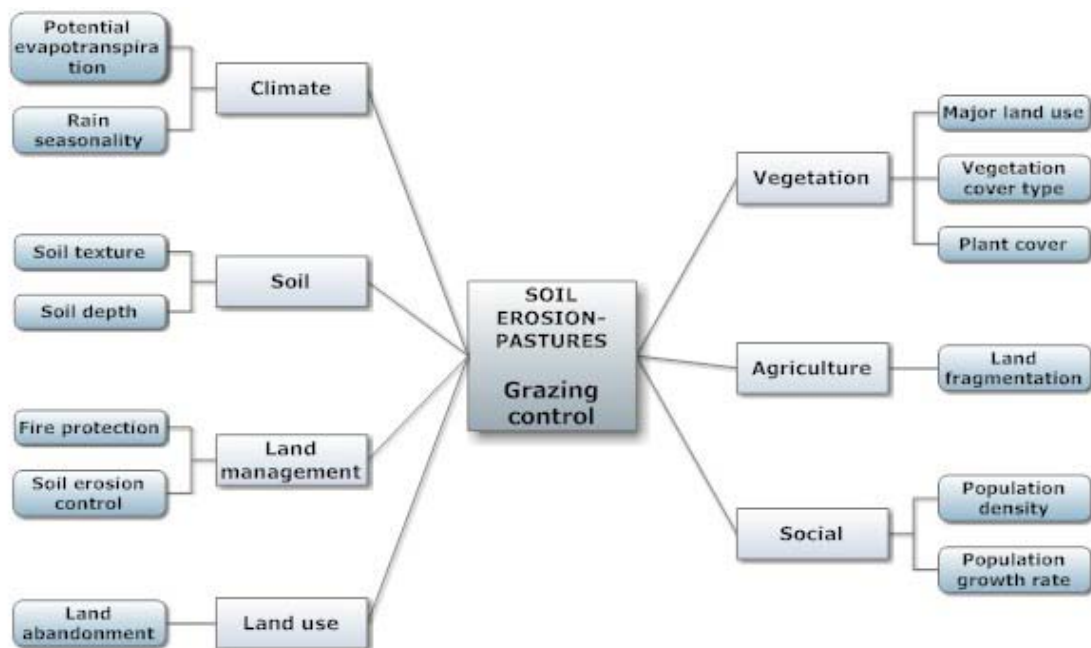 Potential
evapotranspira
tion
Climate
Rain
seasonality
Soil texture
Soil
Soil depth
Fire protection
Land
management
Soil erosion
control
Land
abandonment
Land use
SOIL
EROSION-
PASTURES
Grazing
control
Major land use
Vegetation
Vegetation
cover type
Plant cover
Agriculture
Land
fragmentation
Population
density
Social
Population
growth rate